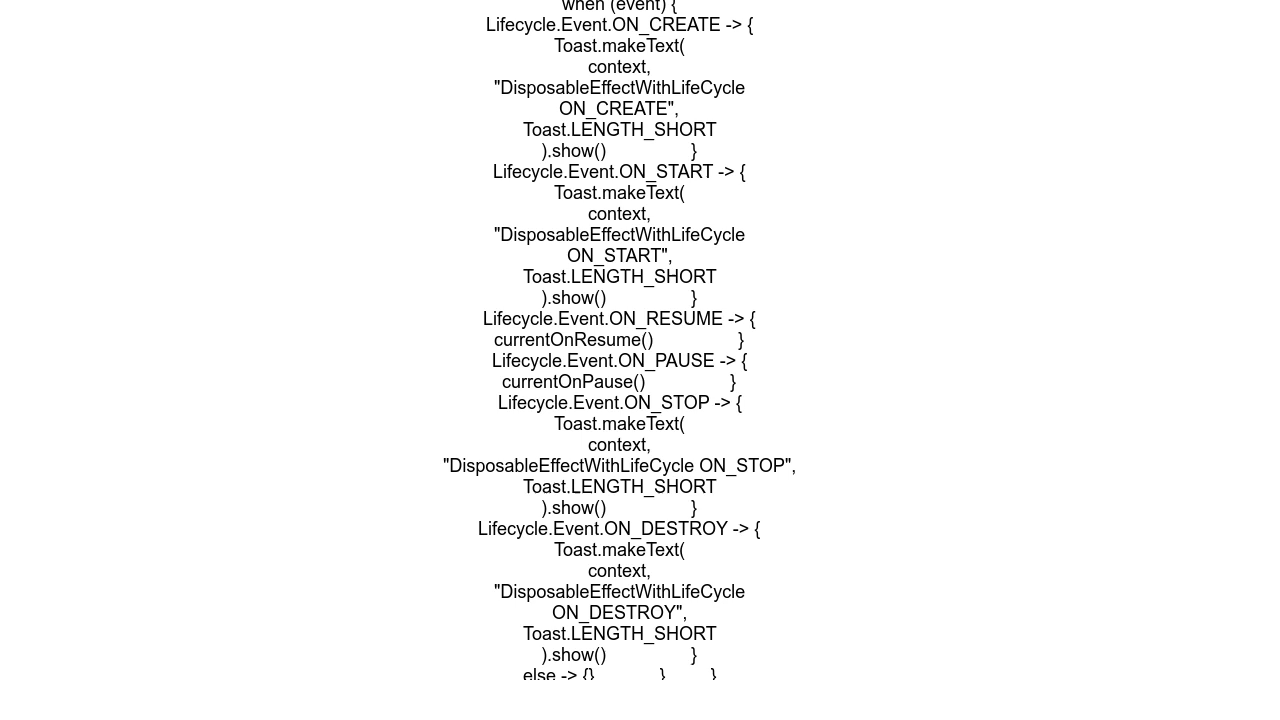 when (event) {
Lifecycle.Event.ON_CREATE -> {
Toast.makeText(
context,
"DisposableEffectWithLifeCycle
ON_CREATE",
Toast.LENGTH_SHORT
).show() }
Lifecycle.Event.ON_START -> {
Toast.makeText(
context,
"DisposableEffectWithLifeCycle
ON_START",
Toast.LENGTH_SHORT
).show() }
Lifecycle.Event.ON_RESUME -> {
currentOnResume() }
Lifecycle.Event.ON_PAUSE -> {
currentOnPause() }
Lifecycle.Event.ON_STOP -> {
Toast.makeText(
context,
"DisposableEffectWithLifeCycle ON_STOP",
Toast.LENGTH_SHORT
).show() }
Lifecycle.Event.ON_DESTROY -> {
Toast.makeText(
context,
"DisposableEffectWithLifeCycle
ON_DESTROY",
Toast.LENGTH_SHORT
).show() }
else -> {} } }